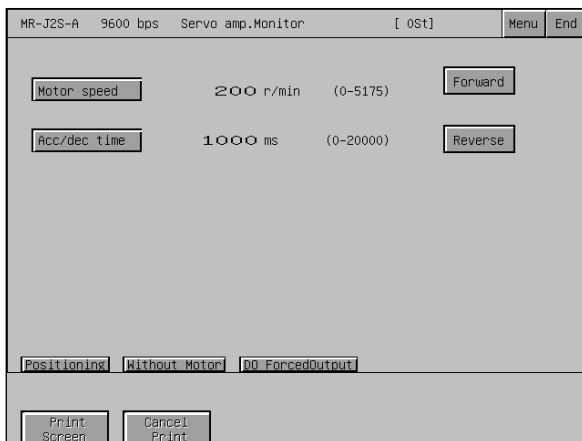 MR-J2S-A 9600 bps Servo amp.Monitor [ 0St] Menu End
Motor speed 200 r/min (0-5175) Forward
Acc/dec time 1000 ms (0-20000) Reverse
Positioning Without Motor DO ForcedOutput
Print Screen
Cancel Print